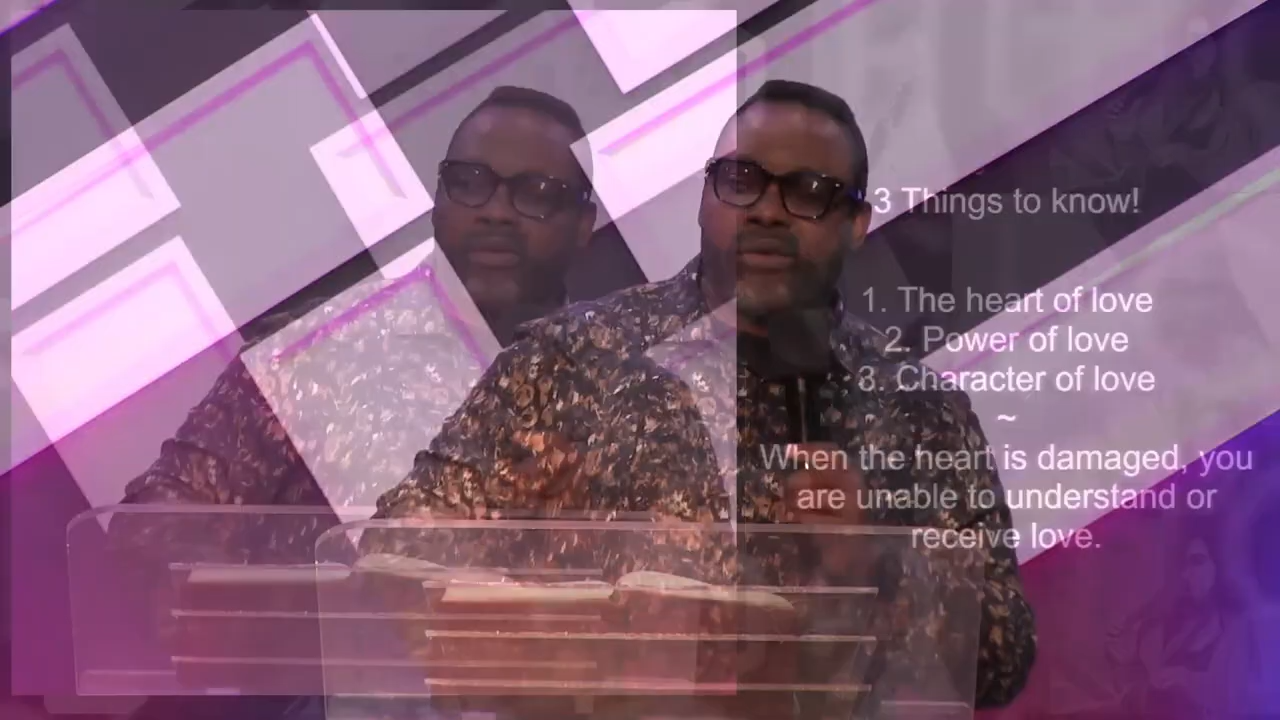 3 Things to know!
1. The heart of love
2. Power of love
3. Character of love
~
When the heart is damaged, you
are unable to understand or
receive love.